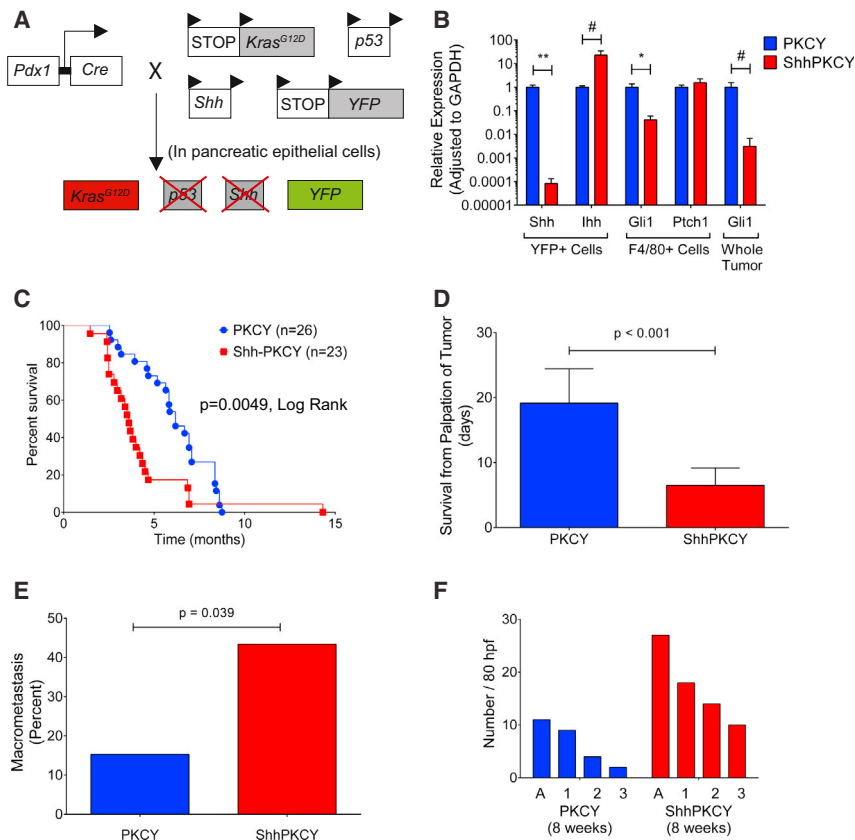 A
STOP
Kras^G12D
p53
Pdx1
Cre
X
Shh
STOP
YFP
(In pancreatic epithelial cells)
Kras^G12D
p53
Shh
YFP
B
PKCY
ShhPKCY
Relative Expression
(Adjusted to GAPDH)
100
10
1
0.1
0.01
0.001
0.0001
0.00001
**
#
*
#
Shh Ihh Gli1 Ptch1 Gli1
YFP+ Cells F4/80+ Cells Whole
Tumor
C
PKCY (n=26)
Shh-PKCY (n=23)
p=0.0049, Log Rank
Percent survival
100
80
60
40
20
0
0 5 10 15
Time (months)
D
p < 0.001
Survival from Palpation of Tumor
(days)
30
20
10
0
PKCY ShhPKCY
E
p = 0.039
Macrometastasis
(Percent)
50
40
30
20
10
0
PKCY ShhPKCY
F
Number / 80 hpf
30
20
10
0
A 1 2 3 A 1 2 3
PKCY ShhPKCY
(8 weeks) (8 weeks)